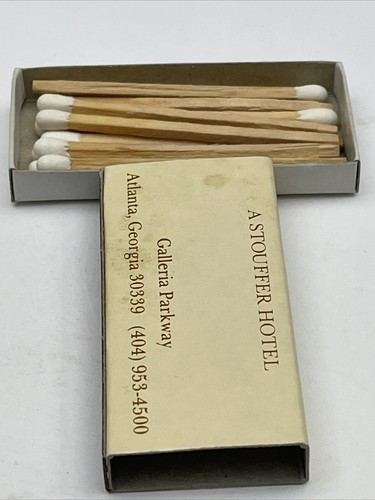 A STOUFFER HOTEL
Galleria Parkway
Atlanta, Georgia 30339 (404) 953-4500